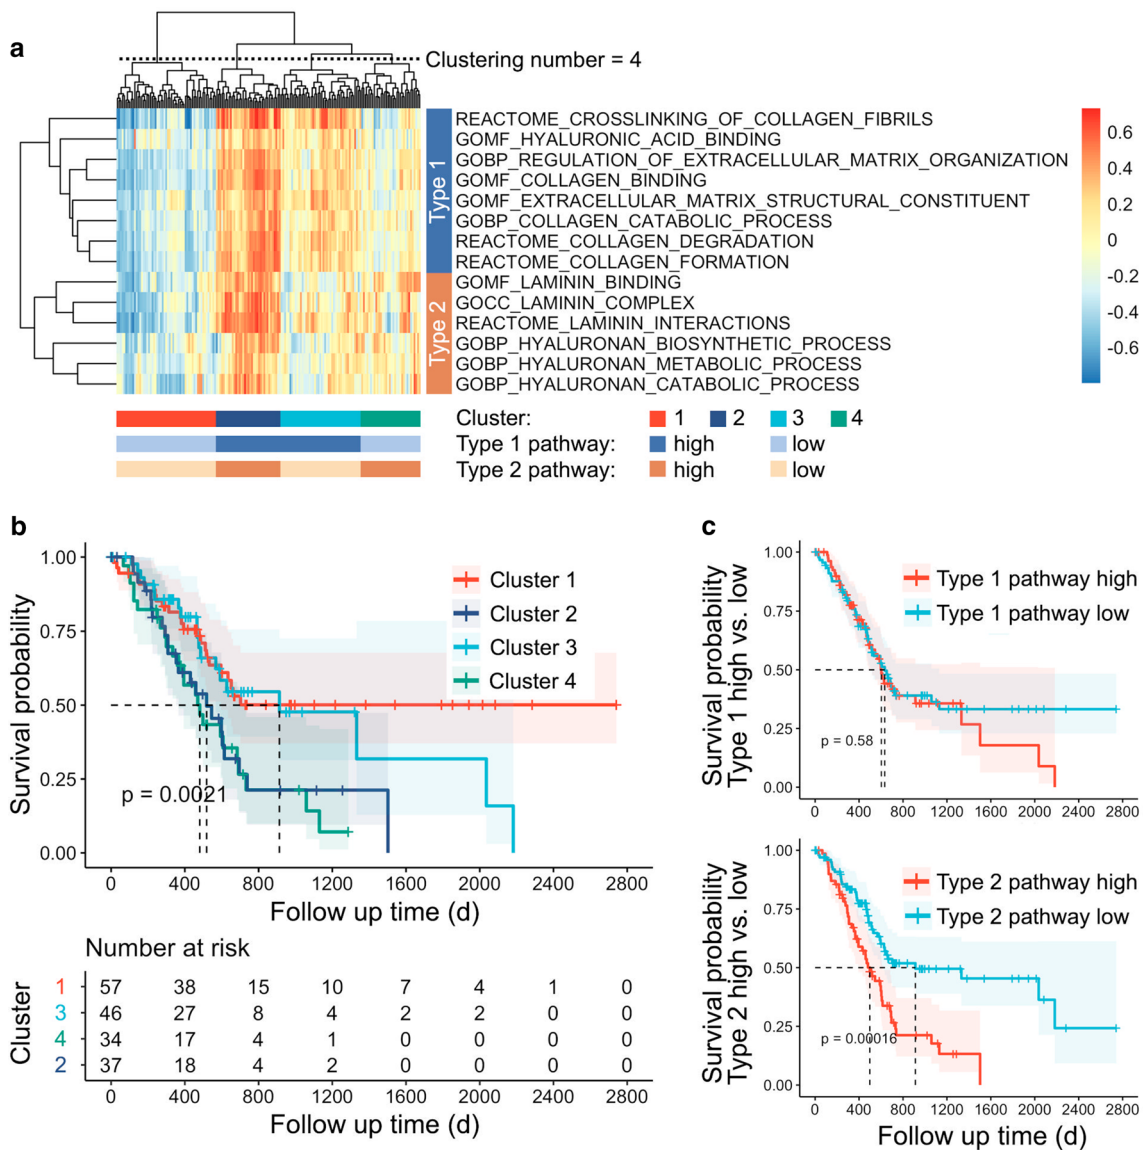 a
Clustering number = 4
Type 1
Type 2
REACTOME_CROSSLINKING_OF_COLLAGEN_FIBRILS
GOMF_HYALURONIC_ACID_BINDING
GOBP_REGULATION_OF_EXTRACELLULAR_MATRIX_ORGANIZATION
GOMF_COLLAGEN_BINDING
GOMF_EXTRACELLULAR_MATRIX_STRUCTURAL_CONSTITUENT
GOBP_COLLAGEN_CATABOLIC_PROCESS
REACTOME_COLLAGEN_DEGRADATION
REACTOME_COLLAGEN_FORMATION
GOMF_LAMININ_BINDING
GOCC_LAMININ_COMPLEX
REACTOME_LAMININ_INTERACTIONS
GOBP_HYALURONAN_BIOSYNTHETIC_PROCESS
GOBP_HYALURONAN_METABOLIC_PROCESS
GOBP_HYALURONAN_CATABOLIC_PROCESS
0.6
0.4
0.2
0
-0.2
-0.4
-0.6
Cluster: 1 2 3 4
Type 1 pathway: high low
Type 2 pathway: high low
b
Survival probability
1.00
0.75
0.50
0.25
0.00
Cluster 1
Cluster 2
Cluster 3
Cluster 4
p = 0.0021
0 400 800 1200 1600 2000 2400 2800
Follow up time (d)
Number at risk
Cluster
1 57 38 15 10 7 4 1 0
3 46 27 8 4 2 2 0 0
4 34 17 4 1 0 0 0 0
2 37 18 4 2 0 0 0 0
0 400 800 1200 1600 2000 2400 2800
Follow up time (d)
c
Survival probability
Type 1 high vs. low
1.00
0.75
0.50
0.25
0.00
Type 1 pathway high
Type 1 pathway low
p = 0.58
0 400 800 1200 1600 2000 2400 2800
Survival probability
Type 2 high vs. low
1.00
0.75
0.50
0.25
0.00
Type 2 pathway high
Type 2 pathway low
p = 0.00016
0 400 800 1200 1600 2000 2400 2800
Follow up time (d)